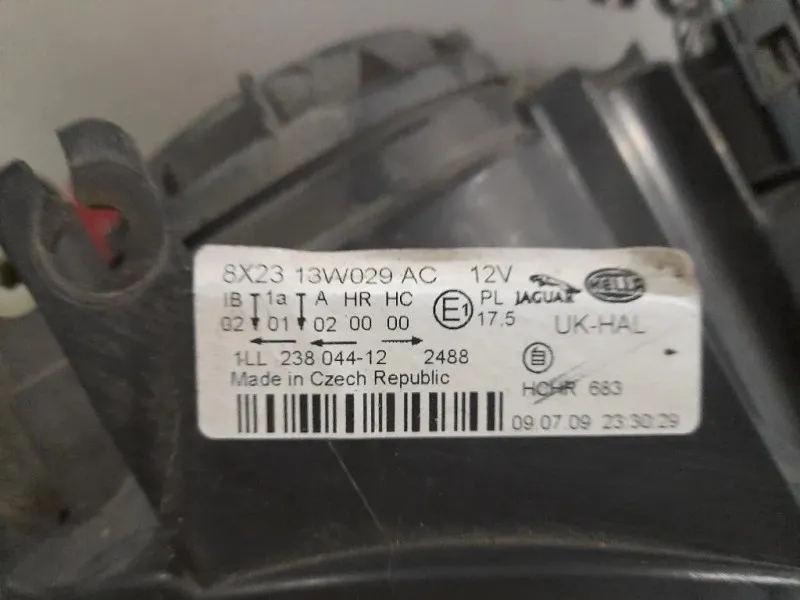 8X23 13W029 AC 12V JAGUAR HELLA
IB 1a A HR HC E1 PL
02 01 02 00 00 17.5 UK-HAL
1LL 238 044-12 2488
Made in Czech Republic HCHR 683
09.07.09 23:30:29